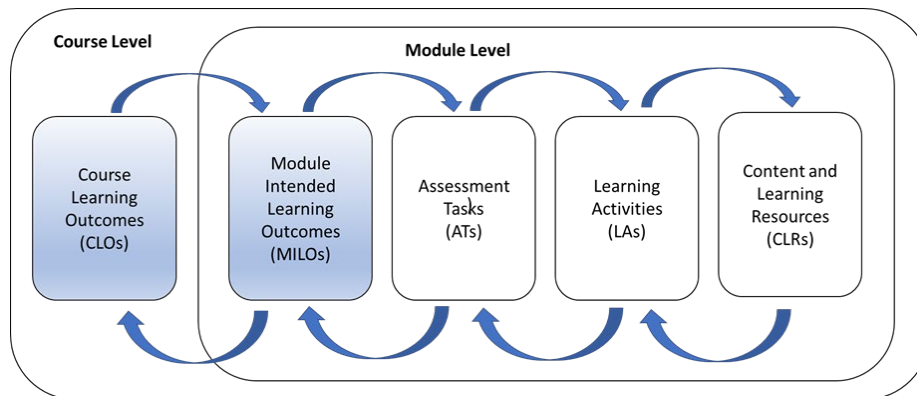 Course Level
Module Level
Course
Learning
Outcomes
(CLOs)
Module
Intended
Learning
Outcomes
(MILOs)
Assessment
Tasks
(ATs)
Learning
Activities
(LAs)
Content and
Learning
Resources
(CLRs)